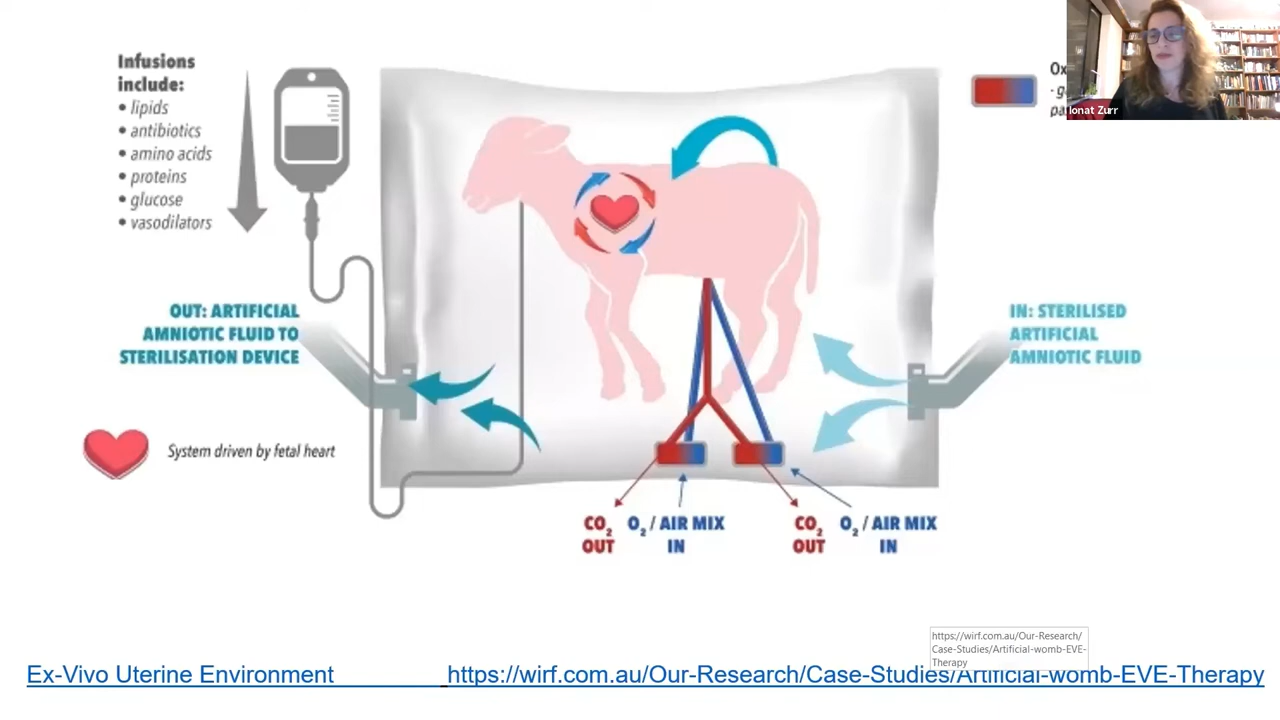 Infusions
include:
• lipids
• antibiotics
• amino acids
• proteins
• glucose
• vasodilators
OUT: ARTIFICIAL
AMNIOTIC FLUID TO
STERILISATION DEVICE
System driven by fetal heart
Ionat Zurr
IN: STERILISED
ARTIFICIAL
AMNIOTIC FLUID
CO2 OUT
O2 / AIR MIX IN
CO2 OUT
O2 / AIR MIX IN
https://wirf.com.au/Our-Research/
Case-Studies/Artificial-womb-EVE-
Therapy
Ex-Vivo Uterine Environment https://wirf.com.au/Our-Research/Case-Studies/Artificial-womb-EVE-Therapy